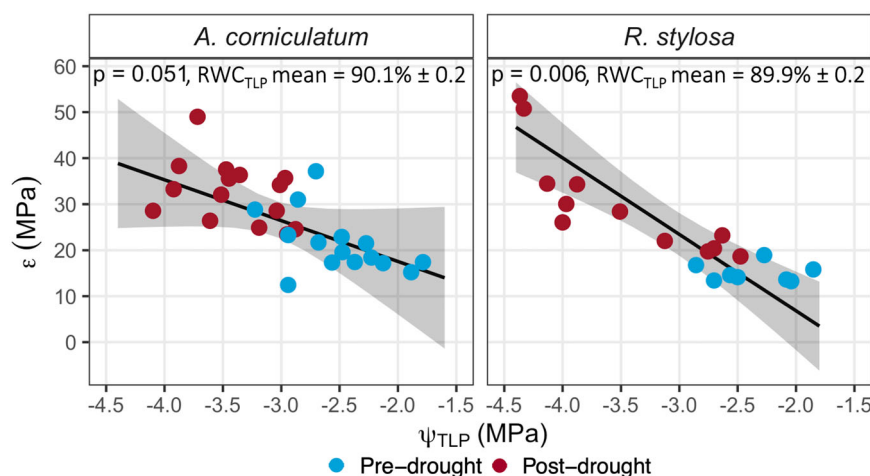 A. corniculatum
R. stylosa
p = 0.051, RWC_TLP mean = 90.1% ± 0.2
p = 0.006, RWC_TLP mean = 89.9% ± 0.2
60
50
40
30
20
10
0
ε (MPa)
-4.5 -4.0 -3.5 -3.0 -2.5 -2.0 -1.5
-4.5 -4.0 -3.5 -3.0 -2.5 -2.0 -1.5
ψTLP (MPa)
Pre−drought Post−drought